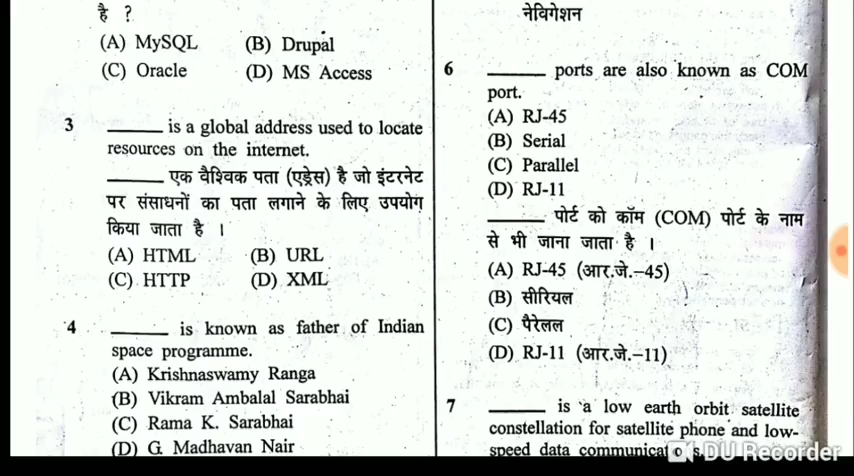 है ?
(A) MySQL (B) Drupal
(C) Oracle (D) MS Access
3 ______ is a global address used to locate
resources on the internet.
______ एक वैश्विक पता (एड्रेस) है जो इंटरनेट
पर संसाधनों का पता लगाने के लिए उपयोग
किया जाता है ।
(A) HTML (B) URL
(C) HTTP (D) XML
4 ______ is known as father of Indian
space programme.
(A) Krishnaswamy Ranga
(B) Vikram Ambalal Sarabhai
(C) Rama K. Sarabhai
(D) G. Madhavan Nair
नेविगेशन
6 ______ ports are also known as COM
port.
(A) RJ-45
(B) Serial
(C) Parallel
(D) RJ-11
______ पोर्ट को कॉम (COM) पोर्ट के नाम
से भी जाना जाता है ।
(A) RJ-45 (आर.जे.–45)
(B) सीरियल
(C) पैरेलल
(D) RJ-11 (आर.जे.–11)
7 ______ is a low earth orbit satellite
constellation for satellite phone and low-
speed data
DU Recorder